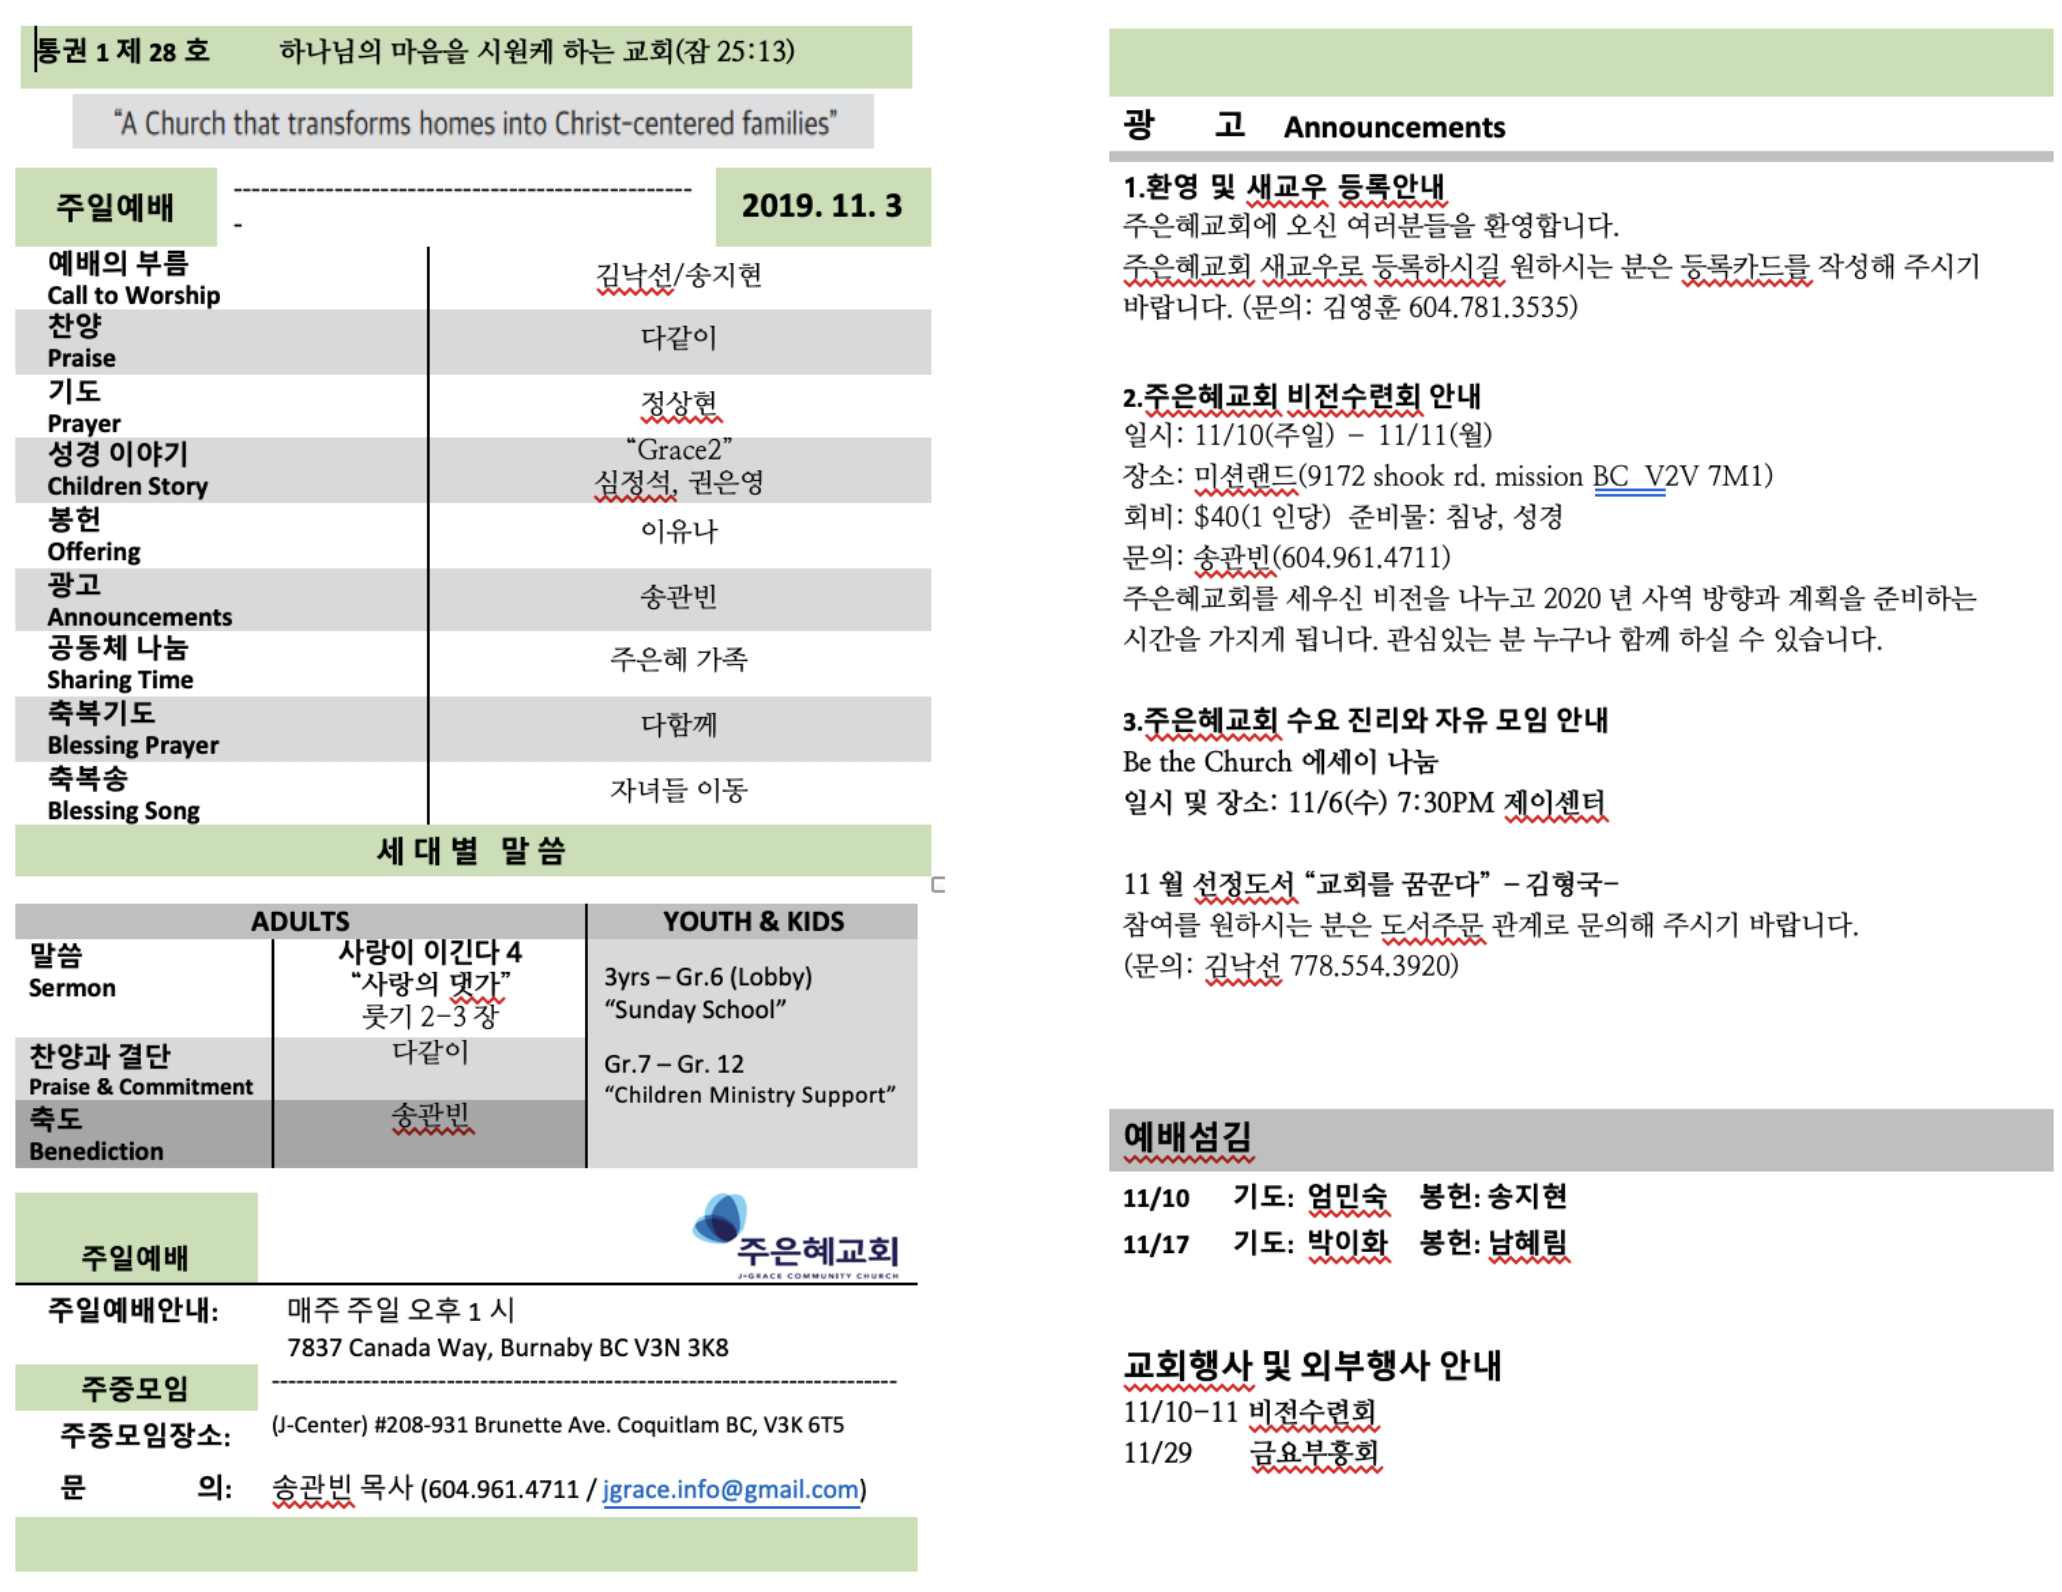 통권 1 제 28 호 하나님의 마음을 시원케 하는 교회(잠 25:13)
“A Church that transforms homes into Christ-centered families”
주일예배 -------------------------------------------------- 2019. 11. 3
-
예배의 부름
Call to Worship
김낙선/송지현
찬양
Praise
다같이
기도
Prayer
정상현
성경 이야기
Children Story
“Grace2”
심정석, 권은영
봉헌
Offering
이유나
광고
Announcements
송관빈
공동체 나눔
Sharing Time
주은혜 가족
축복기도
Blessing Prayer
다함께
축복송
Blessing Song
자녀들 이동
세대별 말씀
ADULTS
YOUTH & KIDS
말씀
Sermon
사랑이 이긴다 4
“사랑의 댓가”
룻기 2-3 장
찬양과 결단
Praise & Commitment
다같이
축도
Benediction
송관빈
3yrs – Gr.6 (Lobby)
“Sunday School”
Gr.7 – Gr. 12
“Children Ministry Support”
주일예배
주은혜교회
J-GRACE COMMUNITY CHURCH
주일예배안내: 매주 주일 오후 1 시
7837 Canada Way, Burnaby BC V3N 3K8
주중모임 ----------------------------------------------------------------------------
주중모임장소: (J-Center) #208-931 Brunette Ave. Coquitlam BC, V3K 6T5
문 의: 송관빈 목사 (604.961.4711 / jgrace.info@gmail.com)
광 고 Announcements
1.환영 및 새교우 등록안내
주은혜교회에 오신 여러분들을 환영합니다.
주은혜교회 새교우로 등록하시길 원하시는 분은 등록카드를 작성해 주시기
바랍니다. (문의: 김영훈 604.781.3535)
2.주은혜교회 비전수련회 안내
일시: 11/10(주일) – 11/11(월)
장소: 미션랜드(9172 shook rd. mission BC V2V 7M1)
회비: $40(1 인당) 준비물: 침낭, 성경
문의: 송관빈(604.961.4711)
주은혜교회를 세우신 비전을 나누고 2020 년 사역 방향과 계획을 준비하는
시간을 가지게 됩니다. 관심있는 분 누구나 함께 하실 수 있습니다.
3.주은혜교회 수요 진리와 자유 모임 안내
Be the Church 에세이 나눔
일시 및 장소: 11/6(수) 7:30PM 제이센터
11 월 선정도서 “교회를 꿈꾼다” – 김형국–
참여를 원하시는 분은 도서주문 관계로 문의해 주시기 바랍니다.
(문의: 김낙선 778.554.3920)
예배섬김
11/10 기도: 엄민숙 봉헌: 송지현
11/17 기도: 박이화 봉헌: 남혜림
교회행사 및 외부행사 안내
11/10-11 비전수련회
11/29 금요부흥회